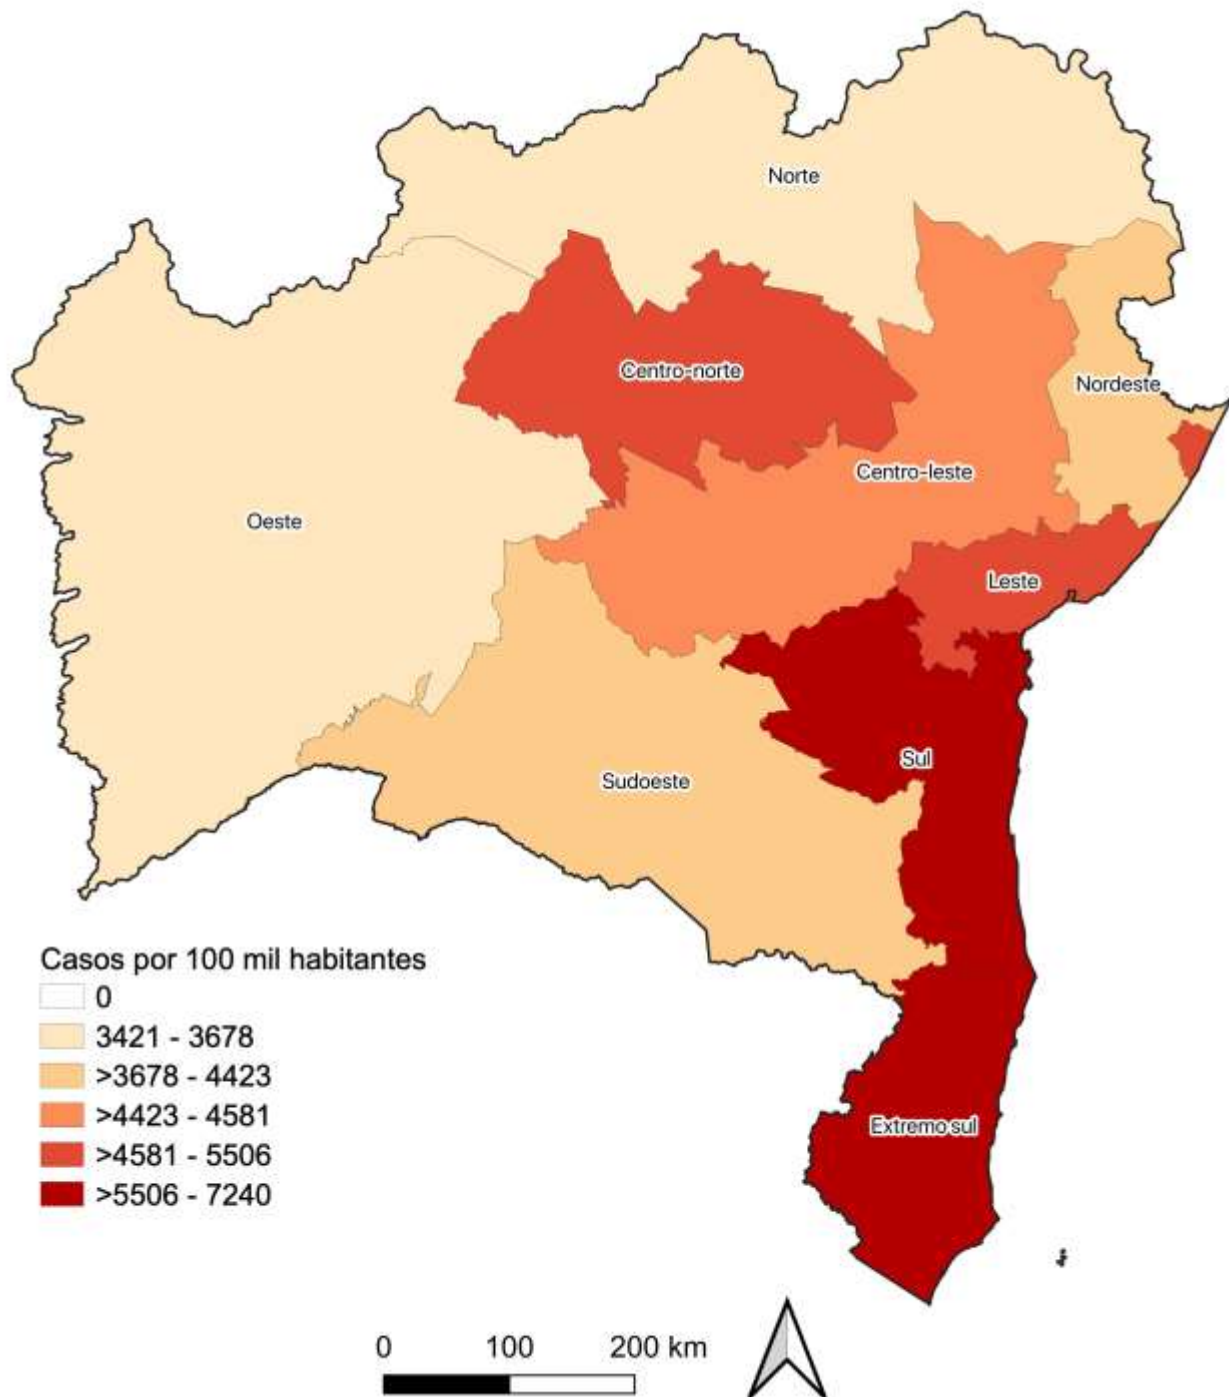 Norte
Centro-norte
Nordeste
Centro-leste
Oeste
Leste
Sul
Sudoeste
Extremo sul
Casos por 100 mil habitantes
0
3421 - 3678
>3678 - 4423
>4423 - 4581
>4581 - 5506
>5506 - 7240
0 100 200 km